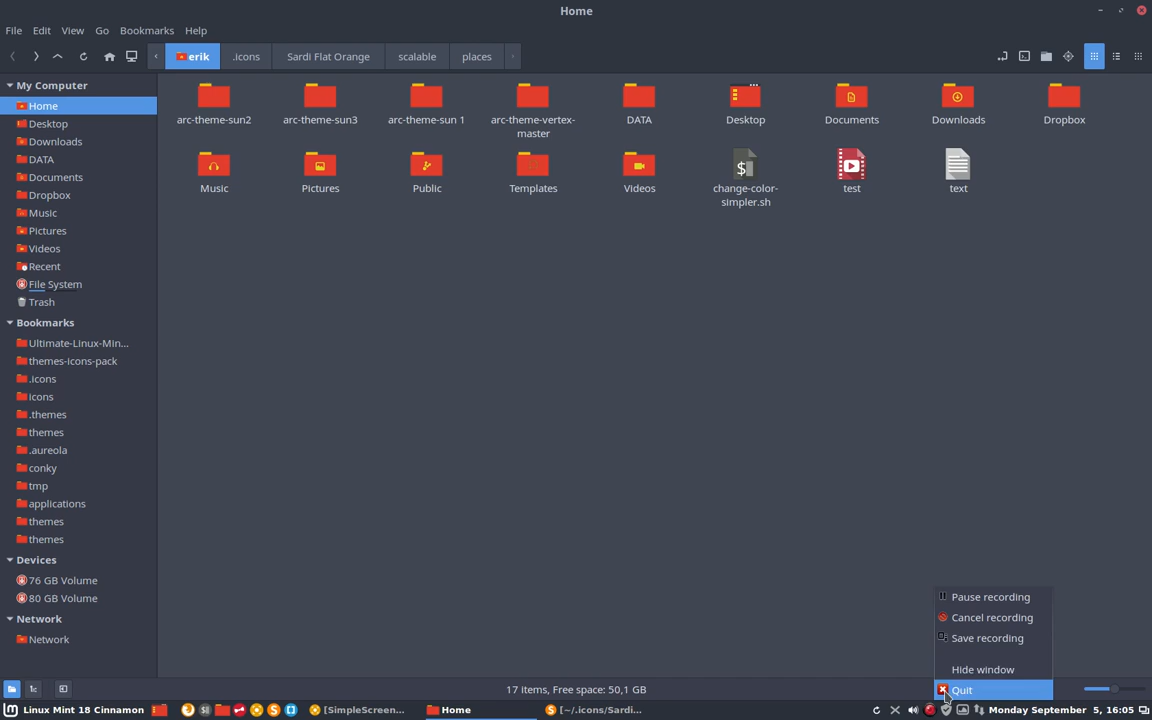 Home
File Edit View Go Bookmarks Help
erik .icons Sardi Flat Orange scalable places
My Computer
Home
Desktop
Downloads
DATA
Documents
Dropbox
Music
Pictures
Videos
Recent
File System
Trash
Bookmarks
Ultimate-Linux-Min...
themes-icons-pack
.icons
icons
.themes
themes
.aureola
conky
tmp
applications
themes
themes
Devices
76 GB Volume
80 GB Volume
Network
Network
arc-theme-sun2 arc-theme-sun3 arc-theme-sun 1 arc-theme-vertex- DATA Desktop Documents Downloads Dropbox
master
Music Pictures Public Templates Videos change-color- test text
simpler.sh
Pause recording
Cancel recording
Save recording
Hide window
Quit
17 items, Free space: 50,1 GB
Linux Mint 18 Cinnamon [SimpleScreen... Home [~/.icons/Sardi... Monday September 5, 16:05